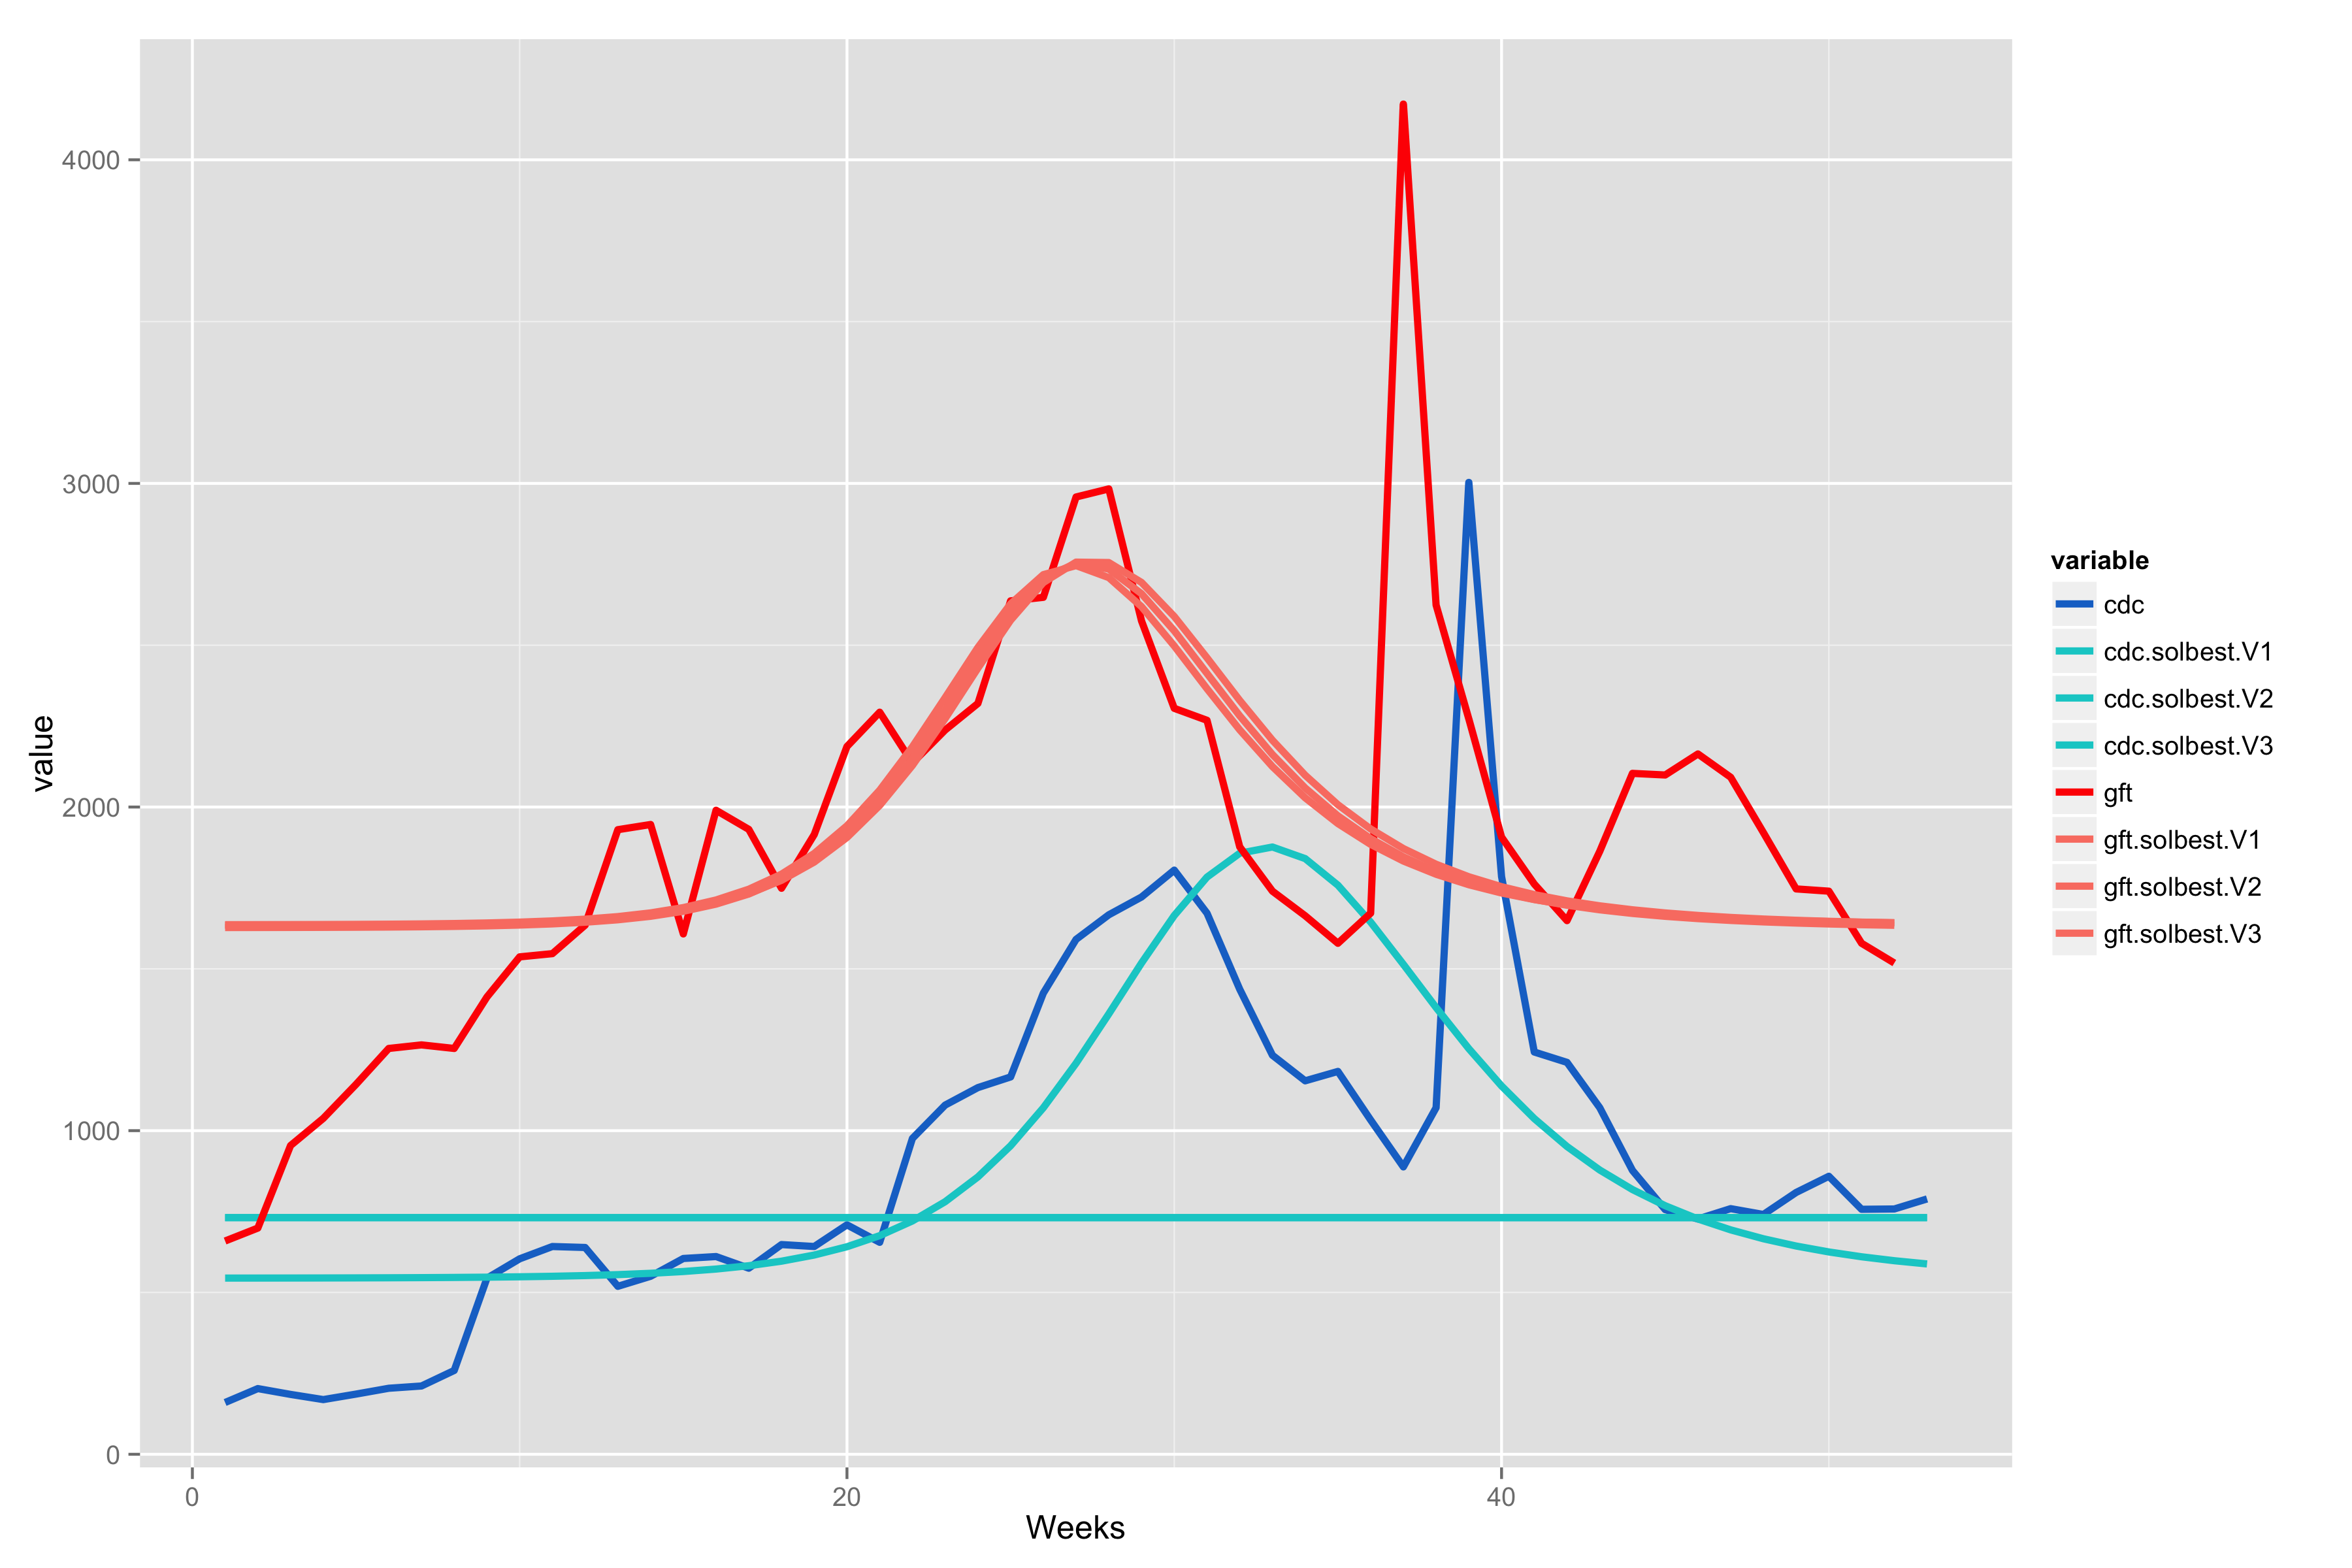 4000
3000
2000
1000
0
value
0 20 40
Weeks
variable
cdc
cdc.solbest.V1
cdc.solbest.V2
cdc.solbest.V3
gft
gft.solbest.V1
gft.solbest.V2
gft.solbest.V3